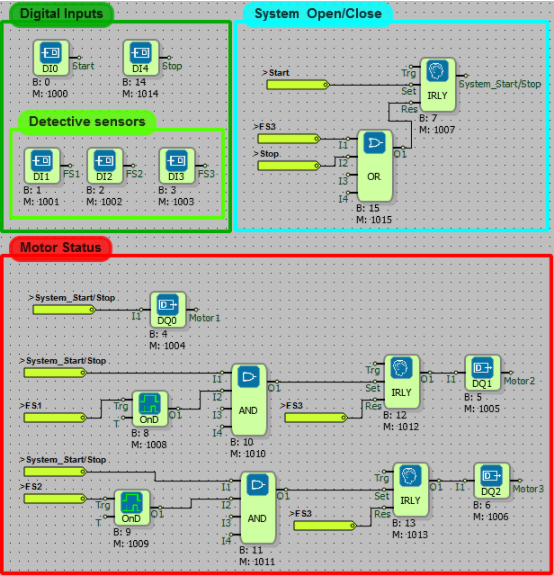 Digital Inputs
DI0
Start
B: 0
M: 1000
DI4
Stop
B: 14
M: 1014
Detective sensors
DI1
FS1
B: 1
M: 1001
DI2
FS2
B: 2
M: 1002
DI3
FS3
B: 3
M: 1003
System Open/Close
>Start
Trg
Set
Res
IRLY
System_Start/Stop
B: 7
M: 1007
>FS3
>Stop
I1
I2
I3
I4
O1
OR
B: 15
M: 1015
Motor Status
>System_Start/Stop
I1
DQ0
Motor1
B: 4
M: 1004
>System_Start/Stop
>FS1
Trg
T
O1
OnD
B: 8
M: 1008
I1
I2
I3
I4
O1
AND
B: 10
M: 1010
>FS3
Trg
Set
Res
O1
IRLY
B: 12
M: 1012
I1
DQ1
Motor2
B: 5
M: 1005
>System_Start/Stop
>FS2
Trg
T
O1
OnD
B: 9
M: 1009
I1
I2
I3
I4
O1
AND
B: 11
M: 1011
>FS3
Trg
Set
Res
O1
IRLY
B: 13
M: 1013
I1
DQ2
Motor3
B: 6
M: 1006